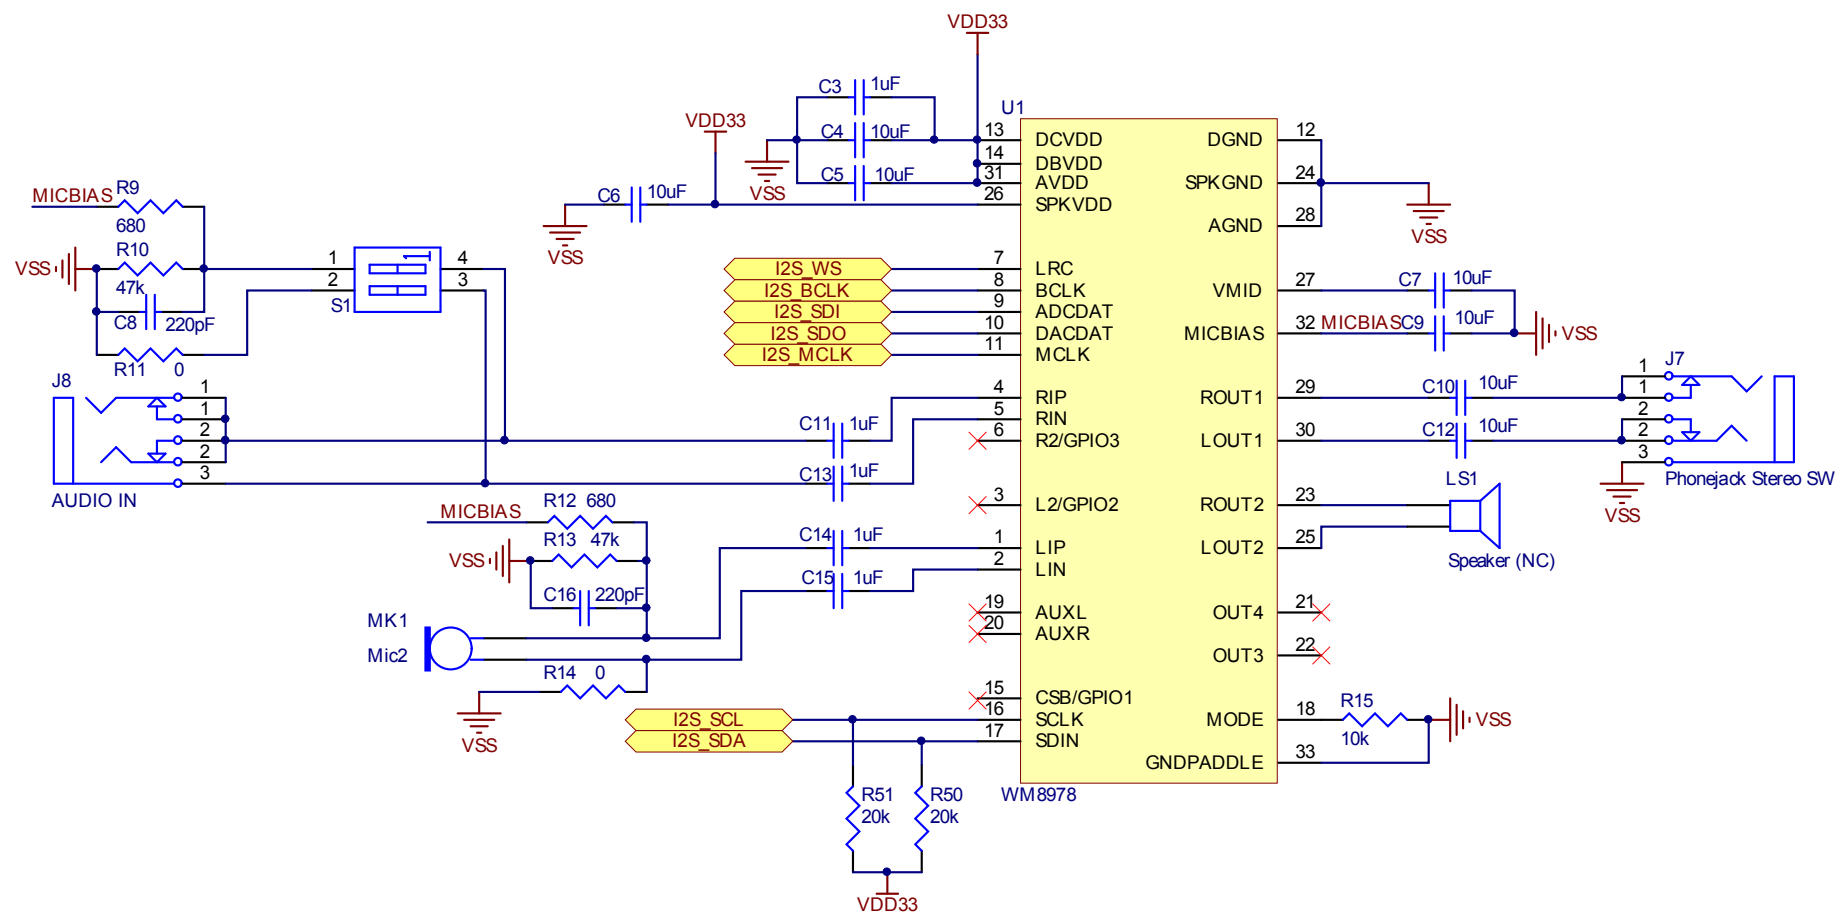 VDD33
C3 1uF
U1
VDD33
C4 10uF 13 DCVDD DGND 12
14 DBVDD
C5 10uF 31 AVDD SPKGND 24
VSS
C6 10uF 26 SPKVDD
AGND 28
VSS
VSS
MICBIAS R9
680
R10
VSS
47k
1 4
2 3
S1
C8 220pF
R11 0
I2S_WS 7 LRC
I2S_BCLK 8 BCLK VMID 27 C7 10uF
I2S_SDI 9 ADCDAT
I2S_SDO 10 DACDAT MICBIAS 32 MICBIAS C9 10uF VSS
I2S_MCLK 11 MCLK
J8
1
1
2
2
3
AUDIO IN
4 RIP ROUT1 29 C10 10uF
5 RIN
C11 1uF 6 R2/GPIO3 LOUT1 30 C12 10uF
C13 1uF
J7
1
1
2
2
3
Phonejack Stereo SW
VSS
MICBIAS R12 680
3 L2/GPIO2 ROUT2 23 LS1
R13 47k
VSS
C14 1uF 1 LIP LOUT2 25
Speaker (NC)
C15 1uF 2 LIN
C16 220pF
19 AUXL OUT4 21
MK1
20 AUXR
Mic2
OUT3 22
R14 0
VSS
15 CSB/GPIO1
I2S_SCL 16 SCLK MODE 18 R15 VSS
10k
I2S_SDA 17 SDIN
GNDPADDLE 33
WM8978
R51 R50
20k 20k
VDD33